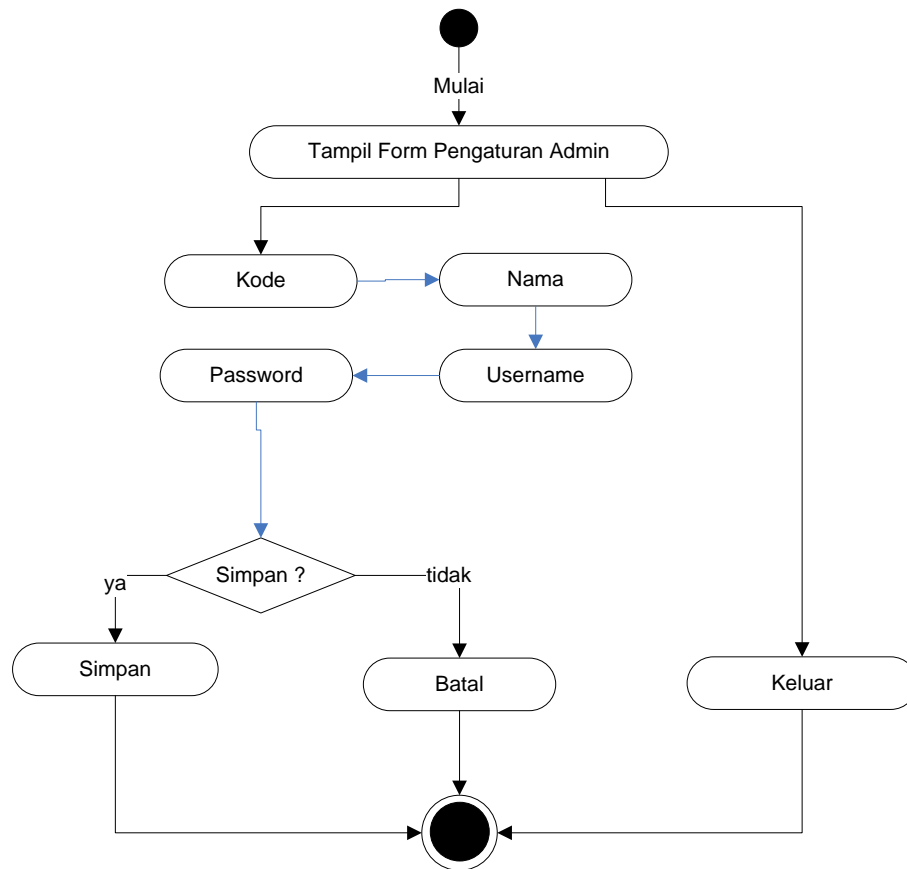 Mulai
Tampil Form Pengaturan Admin
Kode
Nama
Password
Username
Simpan ?
ya
tidak
Simpan
Batal
Keluar